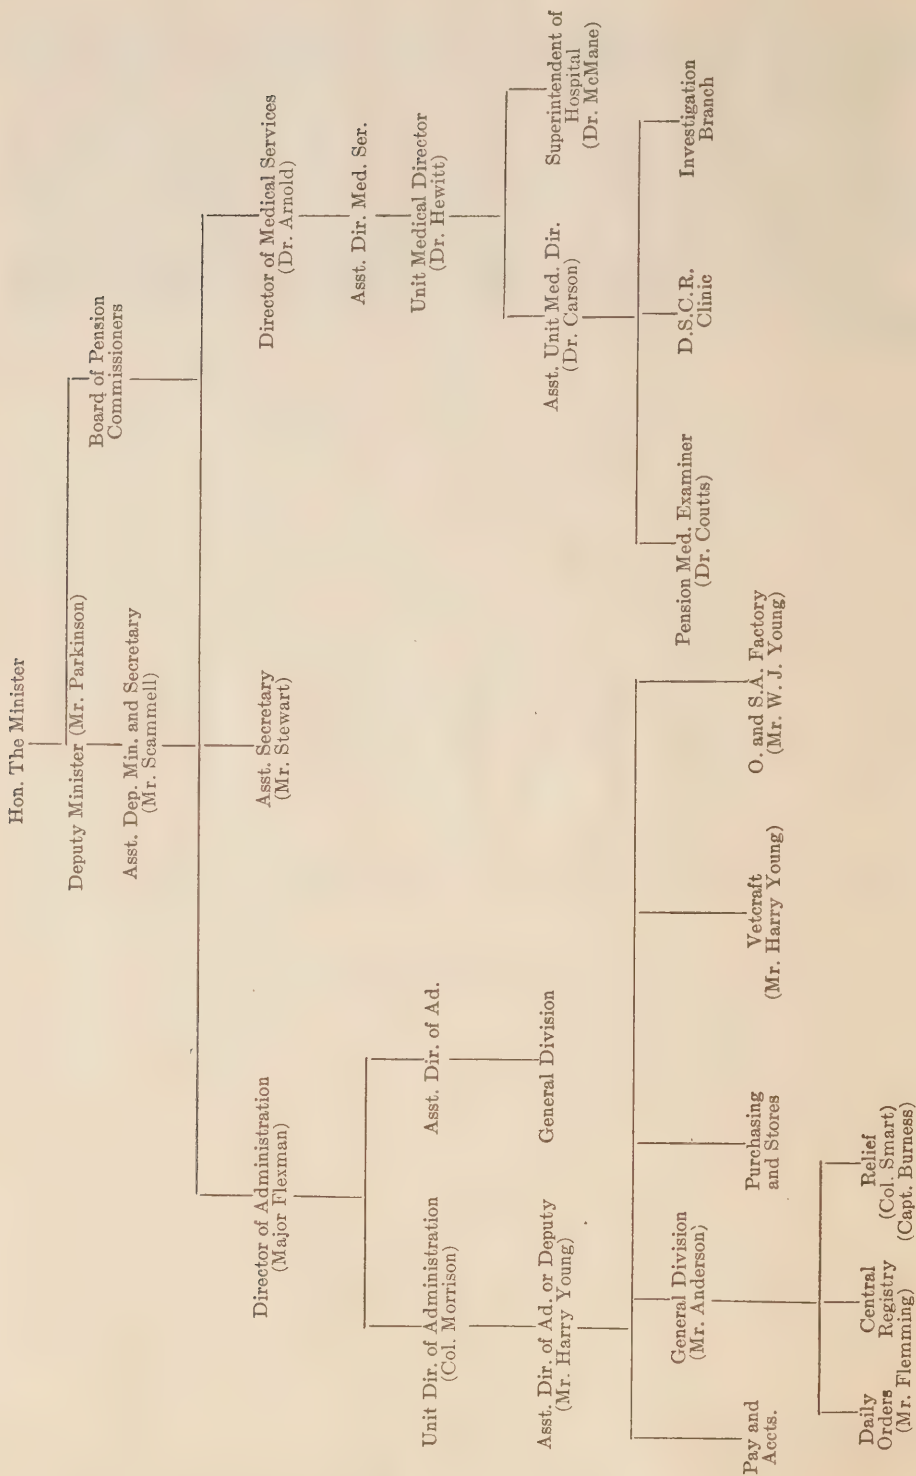 Hon. The Minister
Deputy Minister (Mr. Parkinson)
Board of Pension
Commissioners
Asst. Dep. Min. and Secretary
(Mr. Scammell)
Director of Administration
(Major Flexman)
Asst. Secretary
(Mr. Stewart)
Director of Medical Services
(Dr. Arnold)
Asst. Dir. Med. Ser.
Unit Dir. of Administration
(Col. Morrison)
Asst. Dir. of Ad.
Unit Medical Director
(Dr. Hewitt)
Asst. Dir. of Ad. or Deputy
(Mr. Harry Young)
General Division
Asst. Unit Med. Dir.
(Dr. Carson)
Superintendent of
Hospital
(Dr. McMane)
Pay and
Accts.
General Division
(Mr. Anderson)
Purchasing
and Stores
Vetcraft
(Mr. Harry Young)
O. and S.A. Factory
(Mr. W. J. Young)
Pension Med. Examiner
(Dr. Coutts)
D.S.C.R.
Clinic
Investigation
Branch
Daily
Orders
Central
Registry
(Mr. Flemming)
Relief
(Col. Smart)
(Capt. Burness)